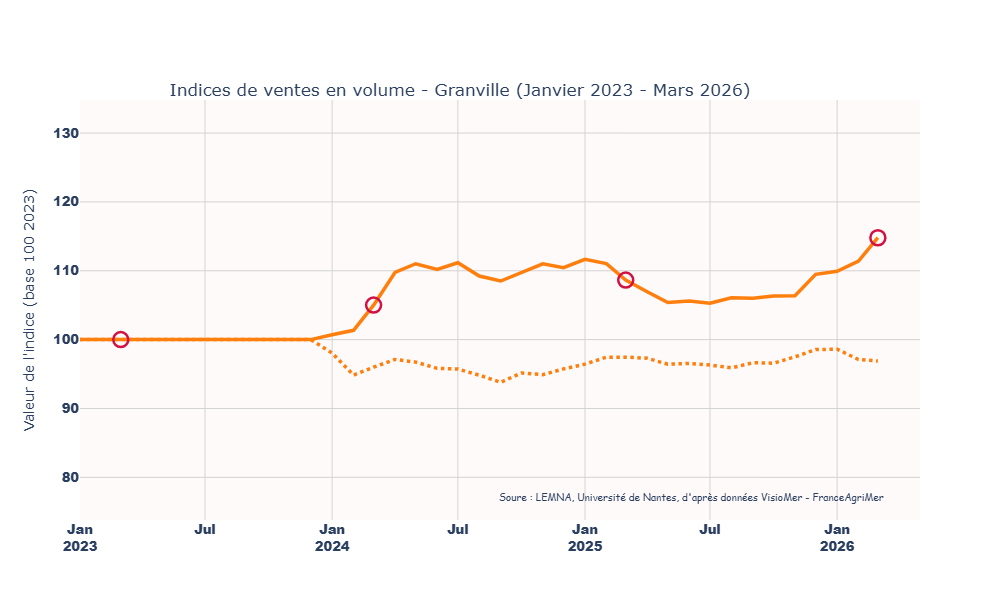 Indices de ventes en volume - Granville (Janvier 2023 - Mars 2026)
Valeur de l'indice (base 100 2023)
130
120
110
100
90
80
Soure : LEMNA, Université de Nantes, d'après données VisioMer - FranceAgriMer
Jan Jul Jan Jul Jan Jul Jan
2023 2024 2025 2026